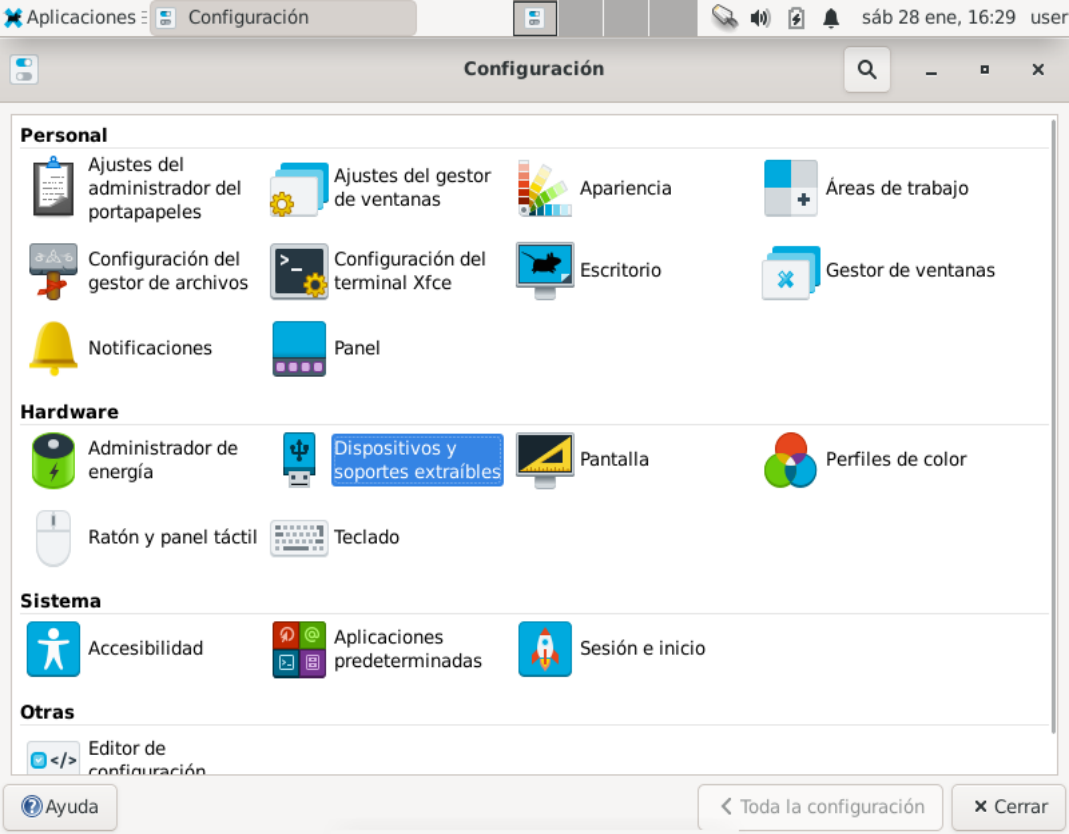 Aplicaciones
Configuración
sáb 28 ene, 16:29
user
Configuración
Personal
Ajustes del
administrador del
portapapeles
Ajustes del gestor
de ventanas
Apariencia
Áreas de trabajo
Configuración del
gestor de archivos
Configuración del
terminal Xfce
Escritorio
Gestor de ventanas
Notificaciones
Panel
Hardware
Administrador de
energía
Dispositivos y
soportes extraíbles
Pantalla
Perfiles de color
Ratón y panel táctil
Teclado
Sistema
Accesibilidad
Aplicaciones
predeterminadas
Sesión e inicio
Otras
Editor de
configuración
Ayuda
Toda la configuración
Cerrar